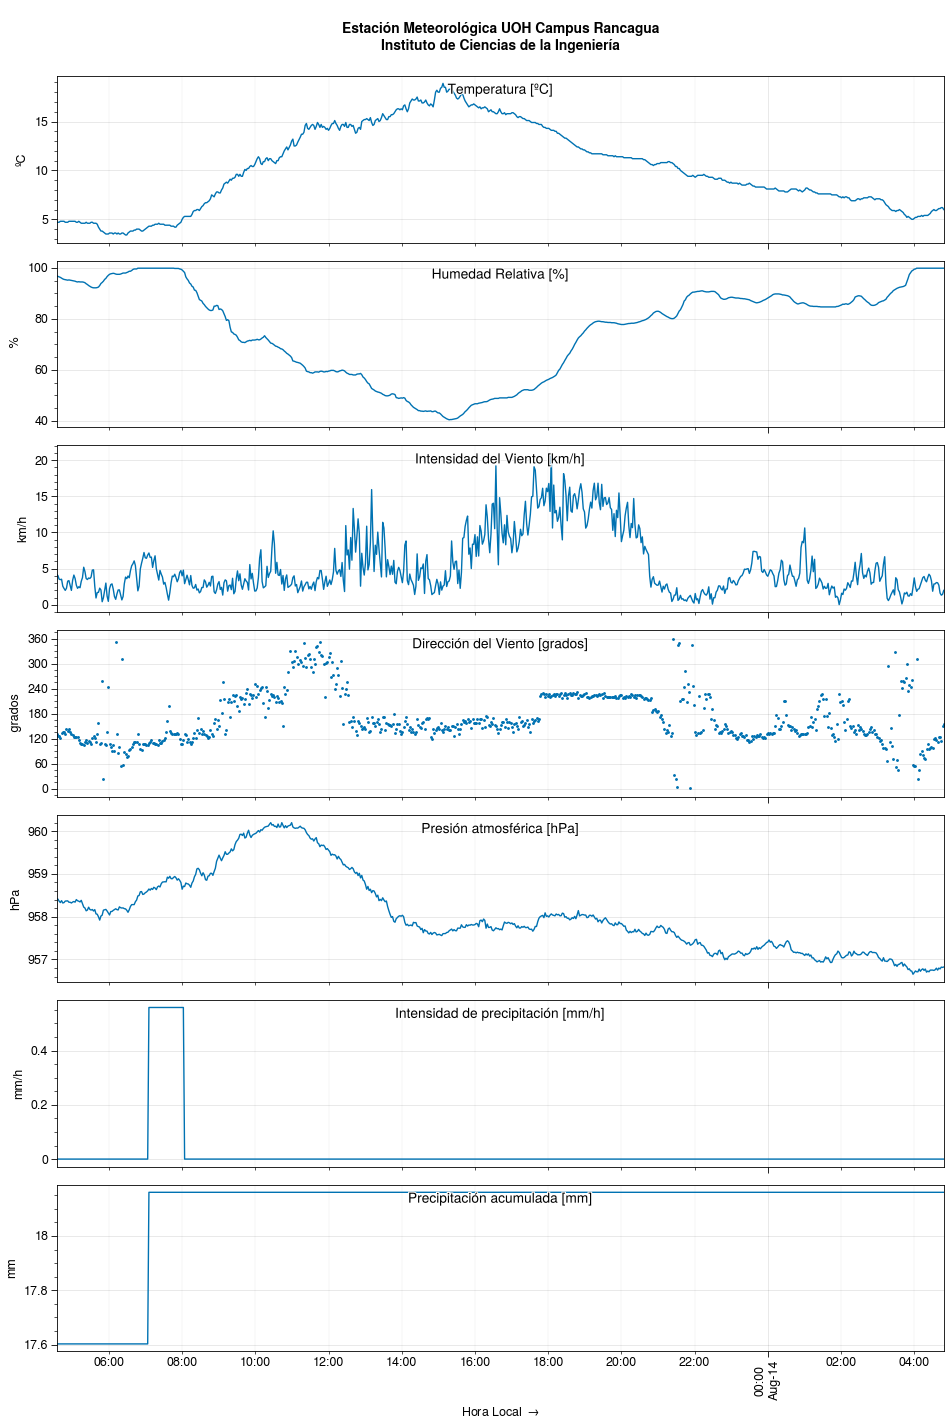 Estación Meteorológica UOH Campus Rancagua
Instituto de Ciencias de la Ingeniería
Temperatura [ºC]
ºC
15
10
5
Humedad Relativa [%]
%
100
80
60
40
Intensidad del Viento [km/h]
km/h
20
15
10
5
0
Dirección del Viento [grados]
grados
360
300
240
180
120
60
0
Presión atmosférica [hPa]
hPa
960
959
958
957
Intensidad de precipitación [mm/h]
mm/h
0.4
0.2
0
Precipitación acumulada [mm]
mm
18
17.8
17.6
06:00 08:00 10:00 12:00 14:00 16:00 18:00 20:00 22:00 00:00 02:00 04:00
Aug-14
Hora Local →